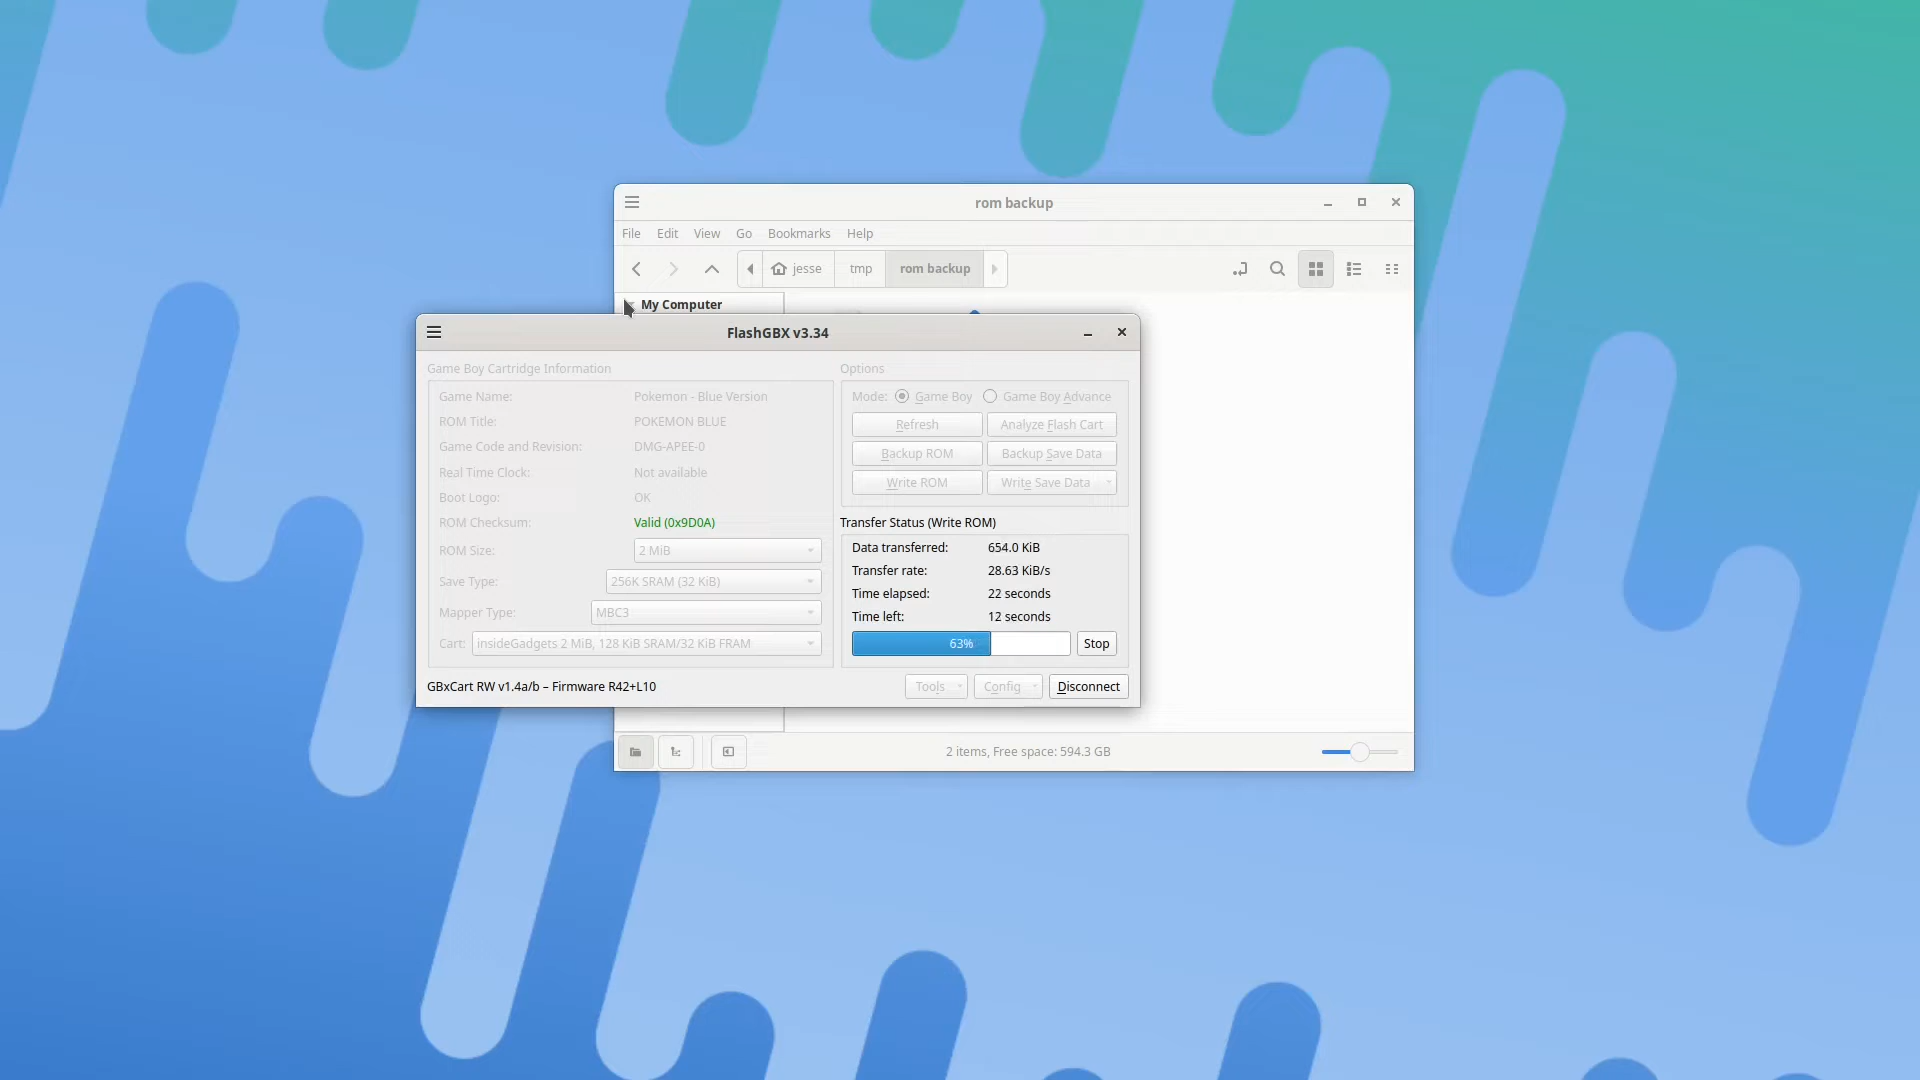 rom backup
File Edit View Go Bookmarks Help
jesse tmp rom backup
My Computer
FlashGBX v3.34
Game Boy Cartridge Information
Game Name: Pokemon - Blue Version
ROM Title: POKEMON BLUE
Game Code and Revision: DMG-APEE-0
Real Time Clock: Not available
Boot Logo: OK
ROM Checksum: Valid (0x9D0A)
ROM Size: 2 MiB
Save Type: 256K SRAM (32 KiB)
Mapper Type: MBC3
Cart: insideGadgets 2 MiB, 128 KiB SRAM/32 KiB FRAM
Options
Mode: Game Boy Game Boy Advance
Refresh Analyze Flash Cart
Backup ROM Backup Save Data
Write ROM Write Save Data
Transfer Status (Write ROM)
Data transferred: 654.0 KiB
Transfer rate: 28.63 KiB/s
Time elapsed: 22 seconds
Time left: 12 seconds
63% Stop
GBxCart RW v1.4a/b – Firmware R42+L10
Tools Config Disconnect
2 items, Free space: 594.3 GB